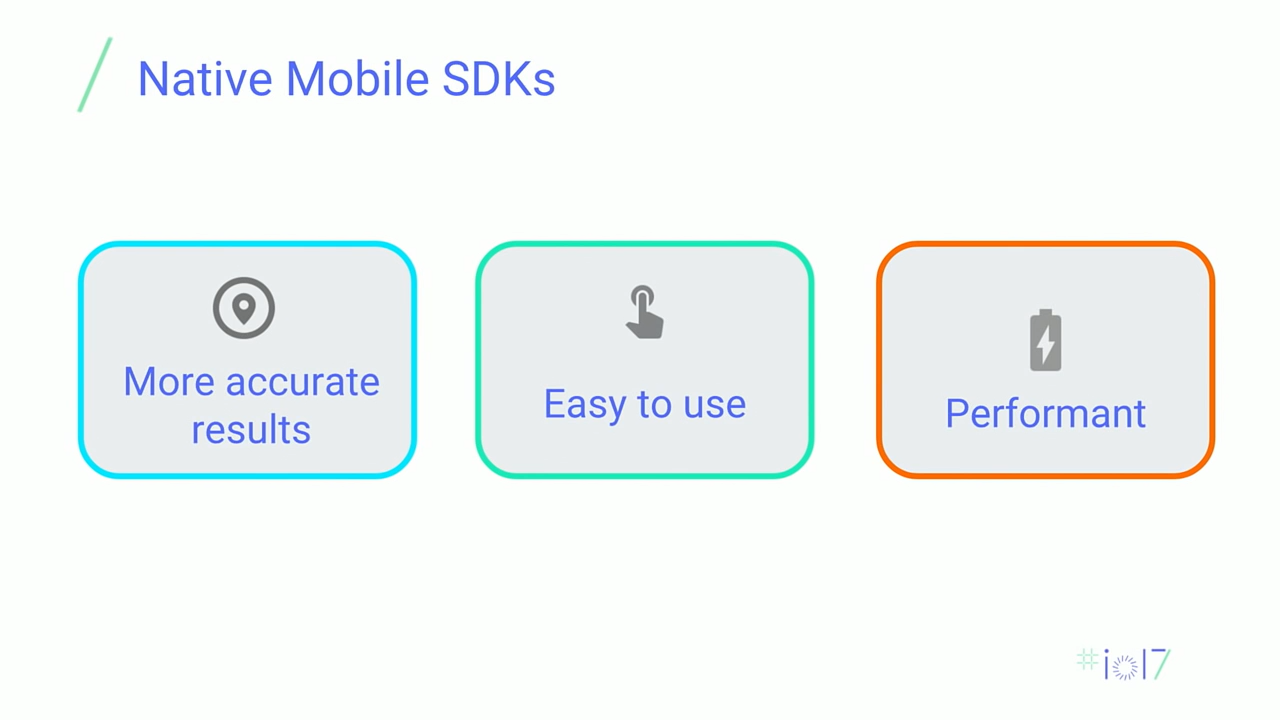 Native Mobile SDKs
More accurate
results
Easy to use
Performant
#io17